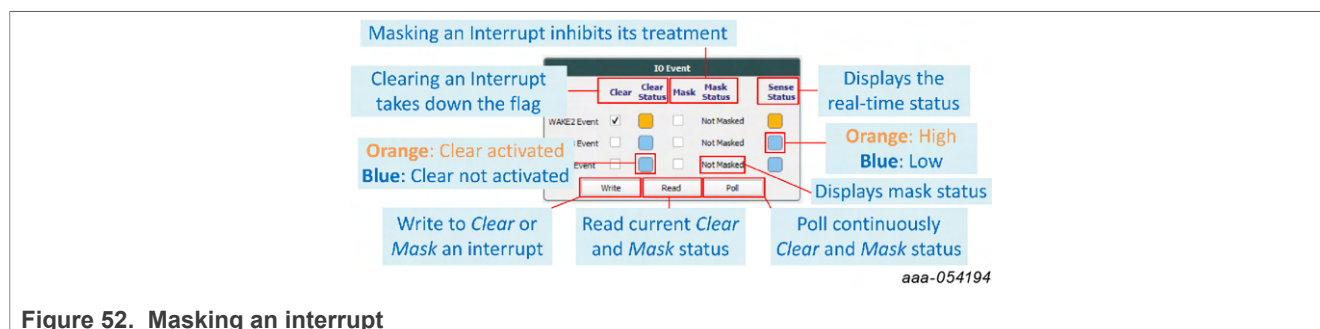 Masking an Interrupt inhibits its treatment
IO Event
Clearing an Interrupt
takes down the flag
Clear
Clear
Status
Mask
Mask
Status
Sense
Status
Displays the
real-time status
WAKE2 Event
Not Masked
Event
Not Masked
Event
Not Masked
Orange: Clear activated
Blue: Clear not activated
Orange: High
Blue: Low
Displays mask status
Write
Read
Poll
Write to Clear or
Mask an interrupt
Read current Clear
and Mask status
Poll continuously
Clear and Mask status
aaa-054194
Figure 52. Masking an interrupt